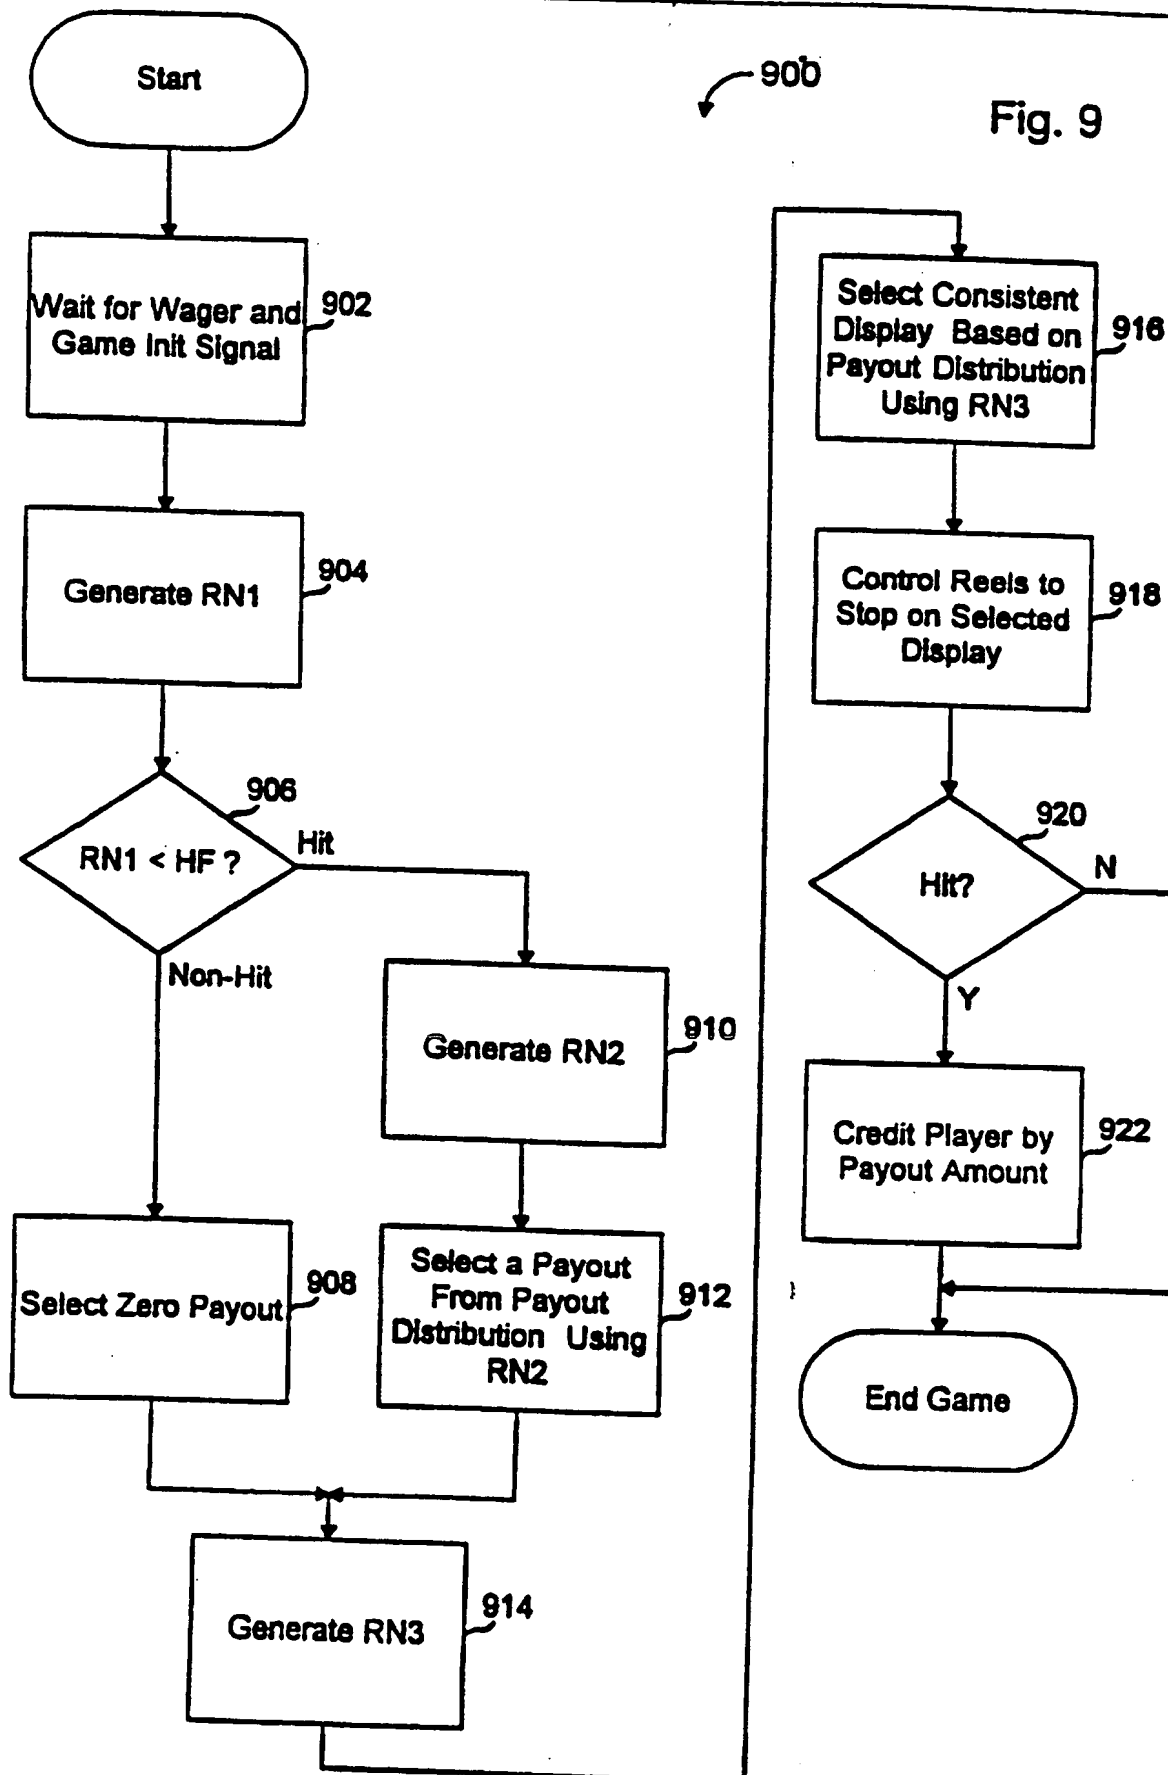 Start
900
Fig. 9
Wait for Wager and
Game Init Signal
902
Generate RN1
904
RN1 < HF ?
906
Hit
Non-Hit
Generate RN2
910
Select Zero Payout
908
Select a Payout
From Payout
Distribution Using
RN2
912
Generate RN3
914
Select Consistent
Display Based on
Payout Distribution
Using RN3
916
Control Reels to
Stop on Selected
Display
918
Hit?
920
N
Y
Credit Player by
Payout Amount
922
End Game